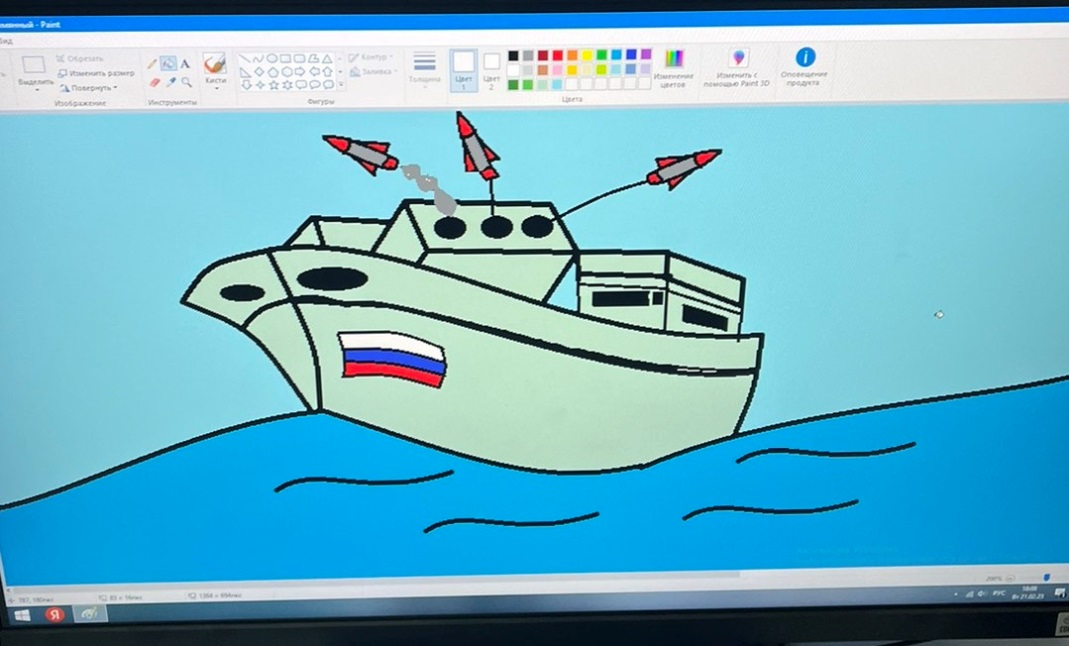 - Paint
Выделить
Обрезать
Изменить размер
Повернуть
Изображение
A
Инструменты
Кисти
Фигуры
Контур
Заливка
Толщина
Цвет
1
Цвет
2
Изменение
цветов
Цвета
Изменить с
помощью Paint 3D
Оповещение
продукта
200%
Я
РУС